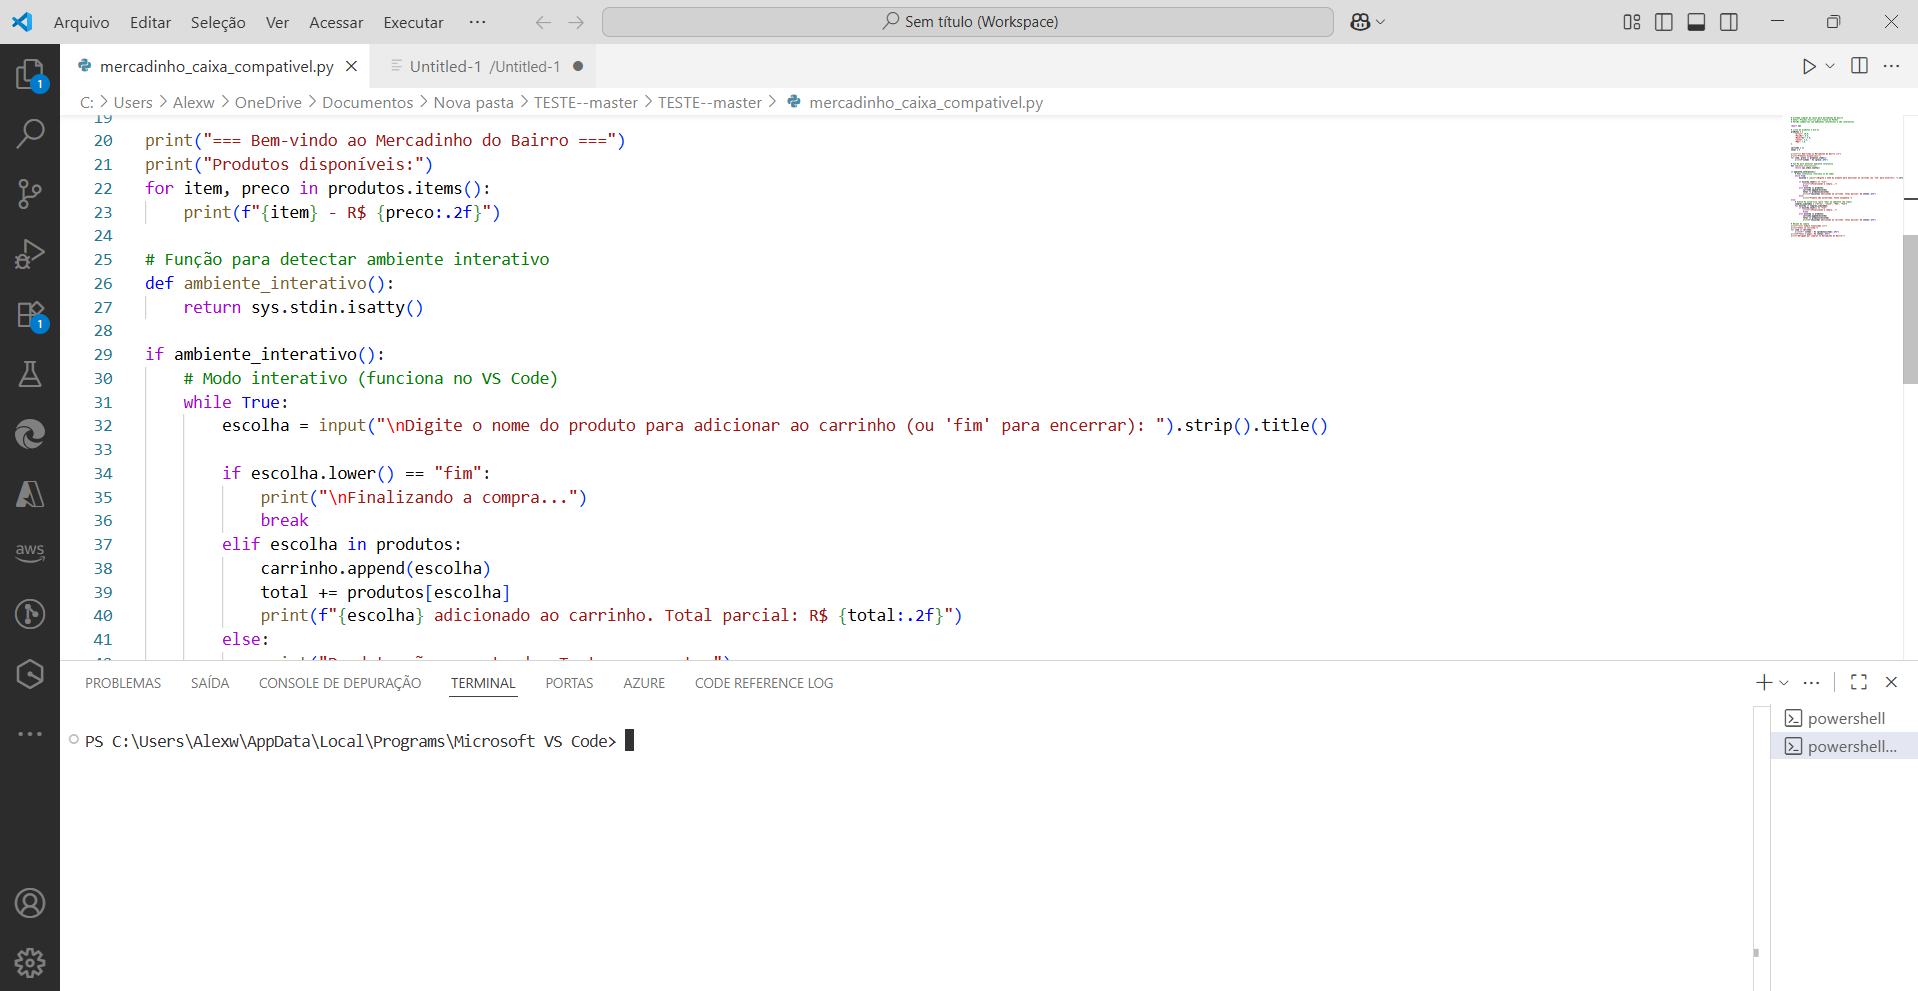 Arquivo Editar Seleção Ver Acessar Executar ··· Sem título (Workspace)
mercadinho_caixa_compativel.py Untitled-1 /Untitled-1
C: > Users > Alexw > OneDrive > Documentos > Nova pasta > TESTE--master > TESTE--master > mercadinho_caixa_compativel.py
19
20 print("=== Bem-vindo ao Mercadinho do Bairro ===")
21 print("Produtos disponíveis:")
22 for item, preco in produtos.items():
23     print(f"{item} - R$ {preco:.2f}")
24
25 # Função para detectar ambiente interativo
26 def ambiente_interativo():
27     return sys.stdin.isatty()
28
29 if ambiente_interativo():
30     # Modo interativo (funciona no VS Code)
31     while True:
32         escolha = input("\nDigite o nome do produto para adicionar ao carrinho (ou 'fim' para encerrar): ").strip().title()
33
34         if escolha.lower() == "fim":
35             print("\nFinalizando a compra...")
36             break
37         elif escolha in produtos:
38             carrinho.append(escolha)
39             total += produtos[escolha]
40             print(f"{escolha} adicionado ao carrinho. Total parcial: R$ {total:.2f}")
41         else:
PROBLEMAS SAÍDA CONSOLE DE DEPURAÇÃO TERMINAL PORTAS AZURE CODE REFERENCE LOG
PS C:\Users\Alexw\AppData\Local\Programs\Microsoft VS Code>
powershell
powershell...
1
1
aws